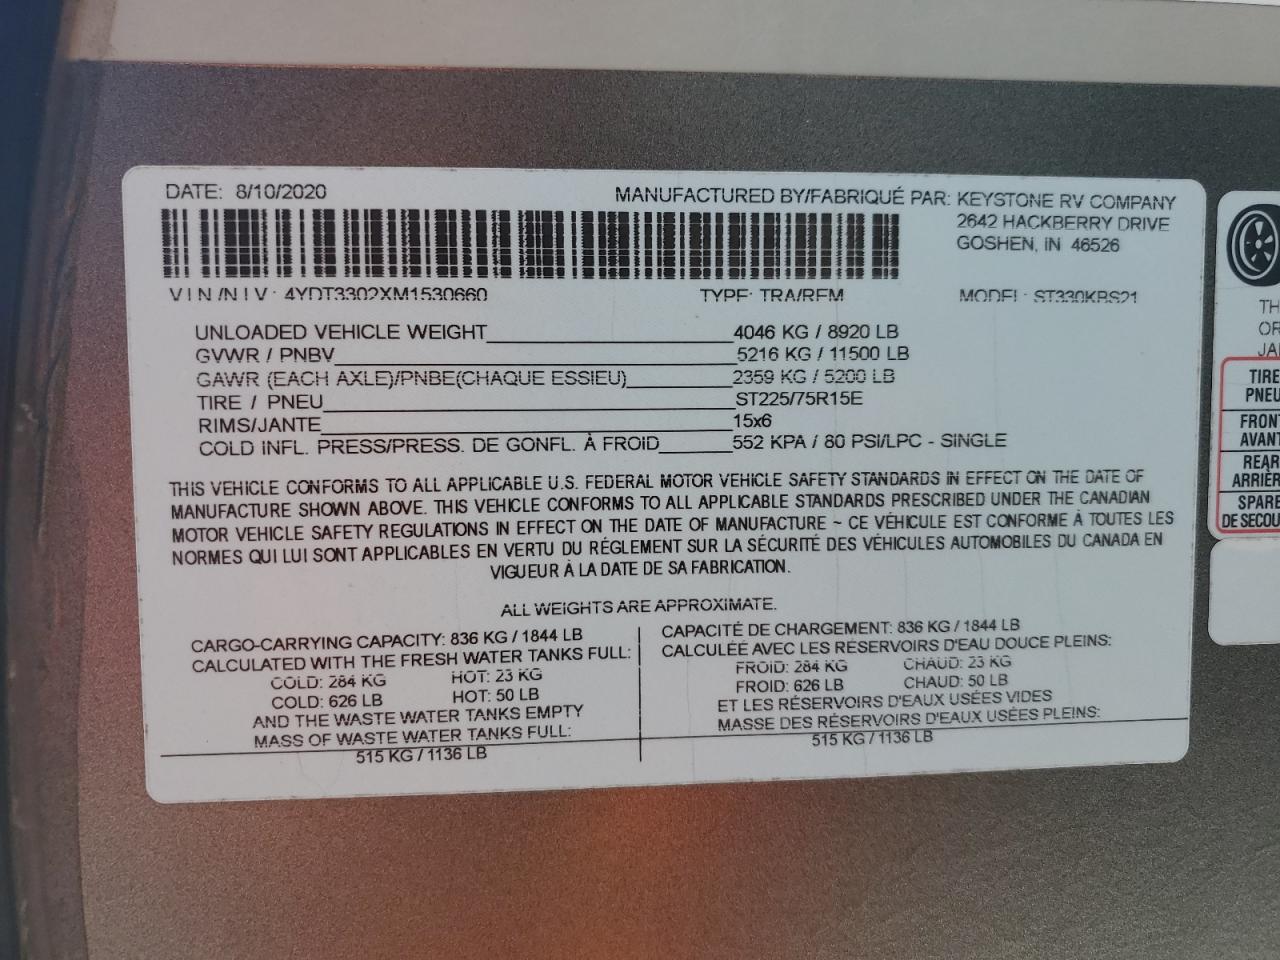 DATE: 8/10/2020
MANUFACTURED BY/FABRIQUÉ PAR: KEYSTONE RV COMPANY
2642 HACKBERRY DRIVE
GOSHEN, IN 46526
VIN/NIV: 4YDT3302XM1530660 TYPE: TRA/REM MODEL: ST330KBS21
UNLOADED VEHICLE WEIGHT 4046 KG / 8920 LB
GVWR / PNBV 5216 KG / 11500 LB
GAWR (EACH AXLE)/PNBE(CHAQUE ESSIEU) 2359 KG / 5200 LB
TIRE / PNEU ST225/75R15E
RIMS/JANTE 15x6
COLD INFL. PRESS/PRESS. DE GONFL. À FROID 552 KPA / 80 PSI/LPC - SINGLE
THIS VEHICLE CONFORMS TO ALL APPLICABLE U.S. FEDERAL MOTOR VEHICLE SAFETY STANDARDS IN EFFECT ON THE DATE OF
MANUFACTURE SHOWN ABOVE. THIS VEHICLE CONFORMS TO ALL APPLICABLE STANDARDS PRESCRIBED UNDER THE CANADIAN
MOTOR VEHICLE SAFETY REGULATIONS IN EFFECT ON THE DATE OF MANUFACTURE ~ CE VÉHICULE EST CONFORME À TOUTES LES
NORMES QUI LUI SONT APPLICABLES EN VERTU DU RÉGLEMENT SUR LA SÉCURITÉ DES VÉHICULES AUTOMOBILES DU CANADA EN
VIGUEUR À LA DATE DE SA FABRICATION.
ALL WEIGHTS ARE APPROXIMATE.
CARGO-CARRYING CAPACITY: 836 KG / 1844 LB
CALCULATED WITH THE FRESH WATER TANKS FULL:
COLD: 284 KG HOT: 23 KG
COLD: 626 LB HOT: 50 LB
AND THE WASTE WATER TANKS EMPTY
MASS OF WASTE WATER TANKS FULL:
515 KG / 1136 LB
CAPACITÉ DE CHARGEMENT: 836 KG / 1844 LB
CALCULÉE AVEC LES RÉSERVOIRS D'EAU DOUCE PLEINS:
FROID: 284 KG CHAUD: 23 KG
FROID: 626 LB CHAUD: 50 LB
ET LES RÉSERVOIRS D'EAUX USÉES VIDES
MASSE DES RÉSERVOIRS D'EAUX USÉES PLEINS:
515 KG / 1136 LB
TH
OR
JAI
TIRE
PNEU
FRONT
AVANT
REAR
ARRIÈR
SPARE
DE SECOU